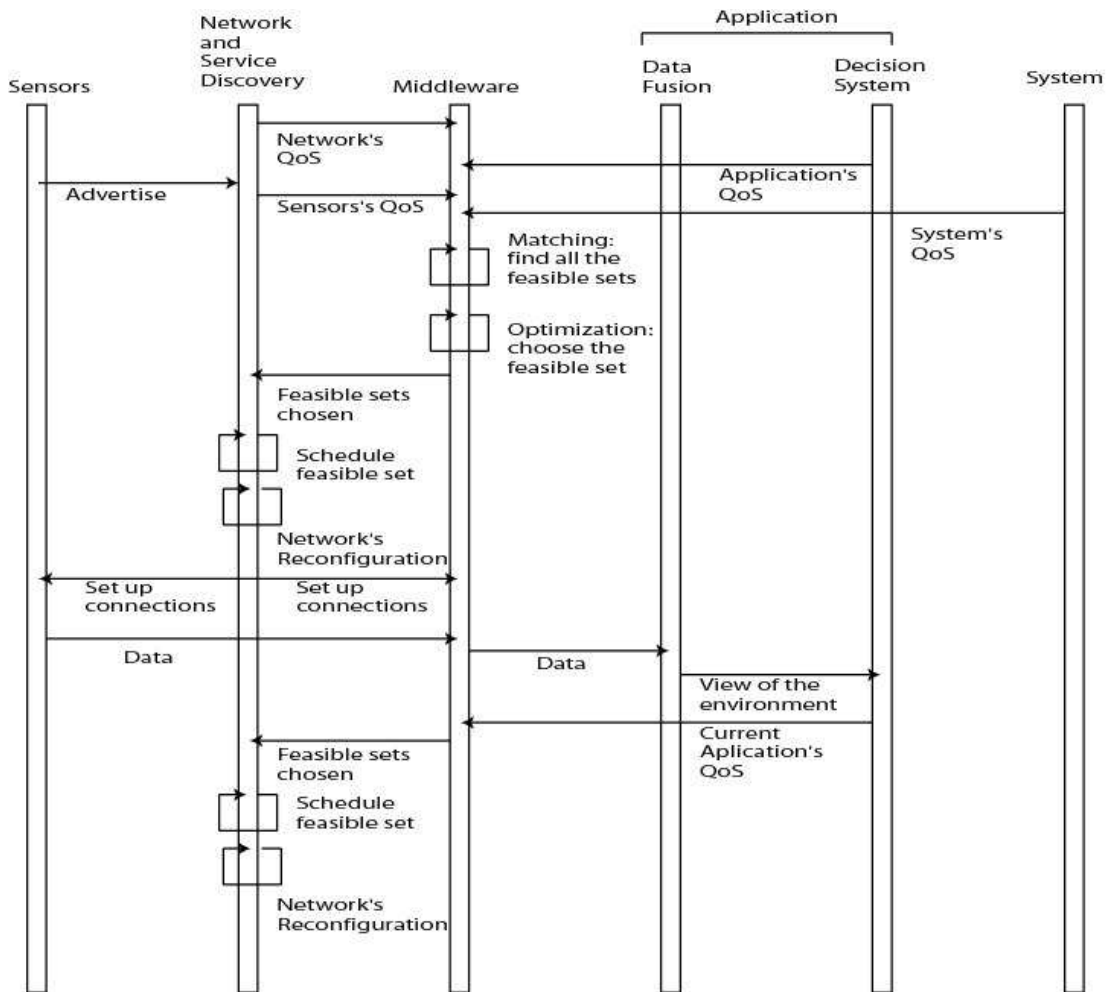 Application
Network
and
Service
Discovery
Sensors
Middleware
Data
Fusion
Decision
System
System
Network's
QoS
Application's
QoS
Advertise
Sensors's QoS
System's
QoS
Matching:
find all the
feasible sets
Optimization:
choose the
feasible set
Feasible sets
chosen
Schedule
feasible set
Network's
Reconfiguration
Set up
connections
Set up
connections
Data
Data
View of the
environment
Current
Aplication's
QoS
Feasible sets
chosen
Schedule
feasible set
Network's
Reconfiguration